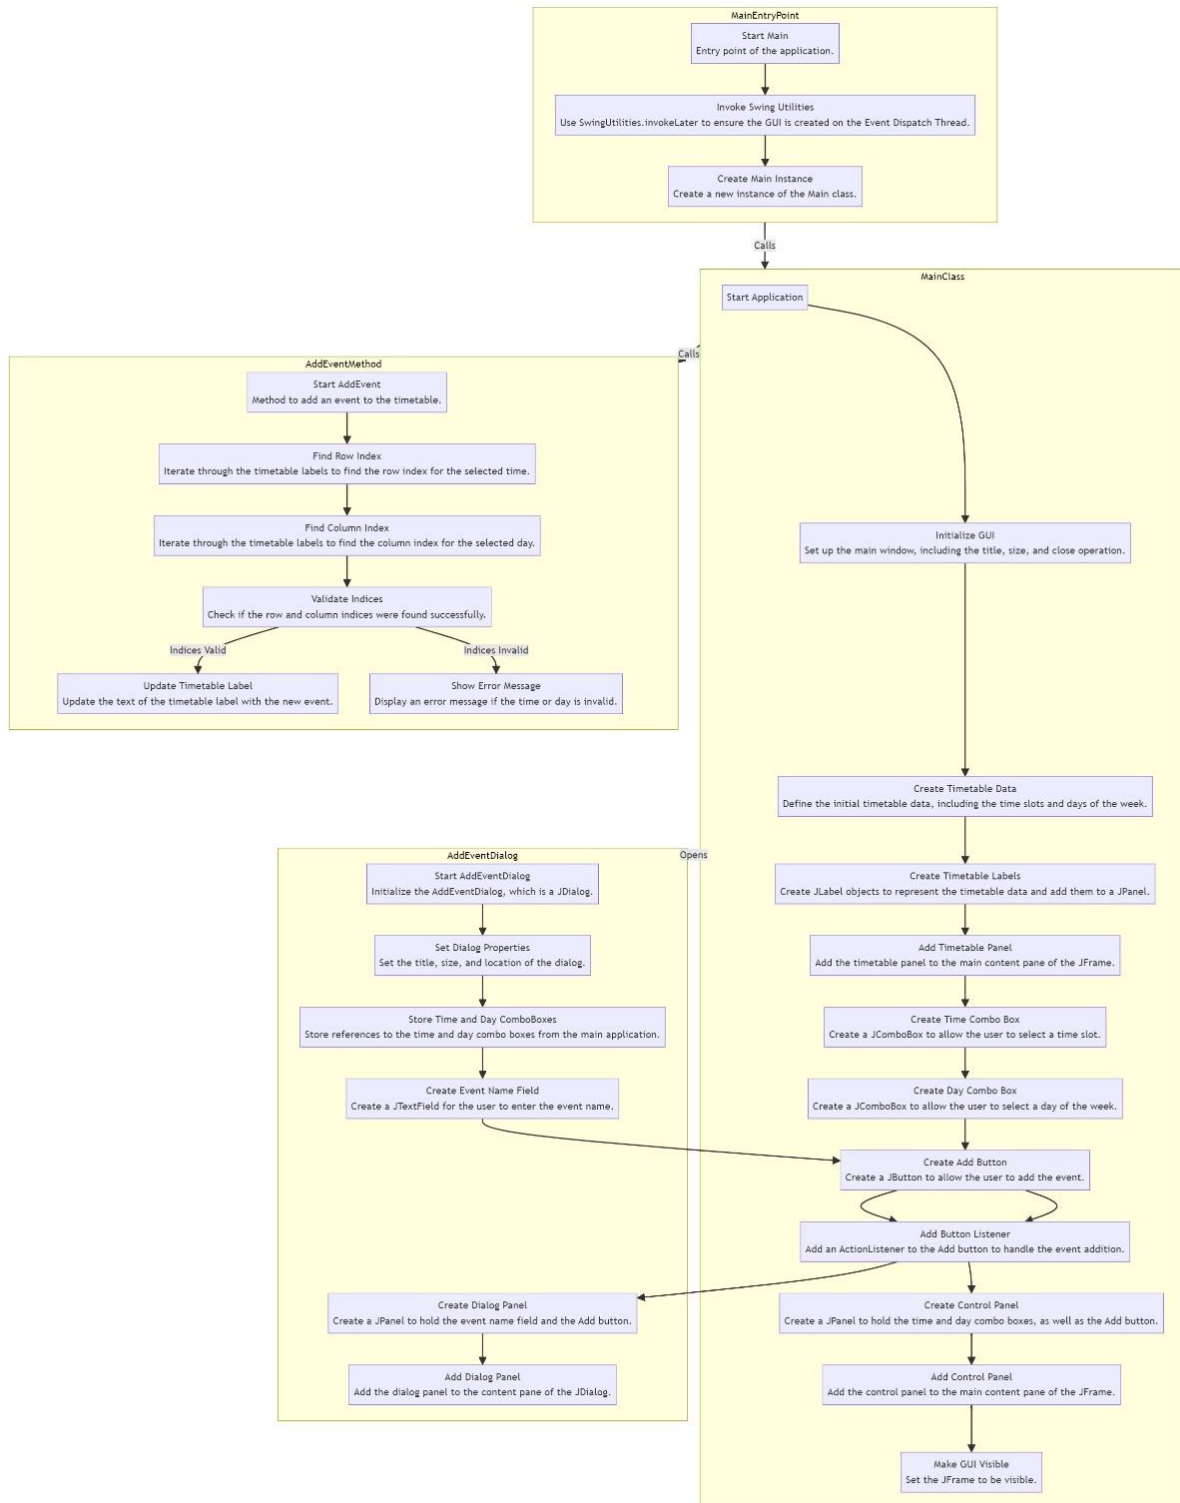 MainEntryPoint
Start Main
Entry point of the application.
Invoke Swing Utilities
Use SwingUtilities.invokeLater to ensure the GUI is created on the Event Dispatch Thread.
Create Main Instance
Create a new instance of the Main class.
Calls
MainClass
Start Application
Calls
AddEventMethod
Start AddEvent
Method to add an event to the timetable.
Find Row Index
Iterate through the timetable labels to find the row index for the selected time.
Find Column Index
Iterate through the timetable labels to find the column index for the selected day.
Validate Indices
Check if the row and column indices were found successfully.
Indices Valid
Indices Invalid
Update Timetable Label
Update the text of the timetable label with the new event.
Show Error Message
Display an error message if the time or day is invalid.
Initialize GUI
Set up the main window, including the title, size, and close operation.
Create Timetable Data
Define the initial timetable data, including the time slots and days of the week.
Create Timetable Labels
Create JLabel objects to represent the timetable data and add them to a JPanel.
Add Timetable Panel
Add the timetable panel to the main content pane of the JFrame.
Create Time Combo Box
Create a JComboBox to allow the user to select a time slot.
Create Day Combo Box
Create a JComboBox to allow the user to select a day of the week.
Opens
AddEventDialog
Start AddEventDialog
Initialize the AddEventDialog, which is a JDialog.
Set Dialog Properties
Set the title, size, and location of the dialog.
Store Time and Day ComboBoxes
Store references to the time and day combo boxes from the main application.
Create Event Name Field
Create a JTextField for the user to enter the event name.
Create Add Button
Create a JButton to allow the user to add the event.
Add Button Listener
Add an ActionListener to the Add button to handle the event addition.
Create Dialog Panel
Create a JPanel to hold the event name field and the Add button.
Add Dialog Panel
Add the dialog panel to the content pane of the JDialog.
Create Control Panel
Create a JPanel to hold the time and day combo boxes, as well as the Add button.
Add Control Panel
Add the control panel to the main content pane of the JFrame.
Make GUI Visible
Set the JFrame to be visible.